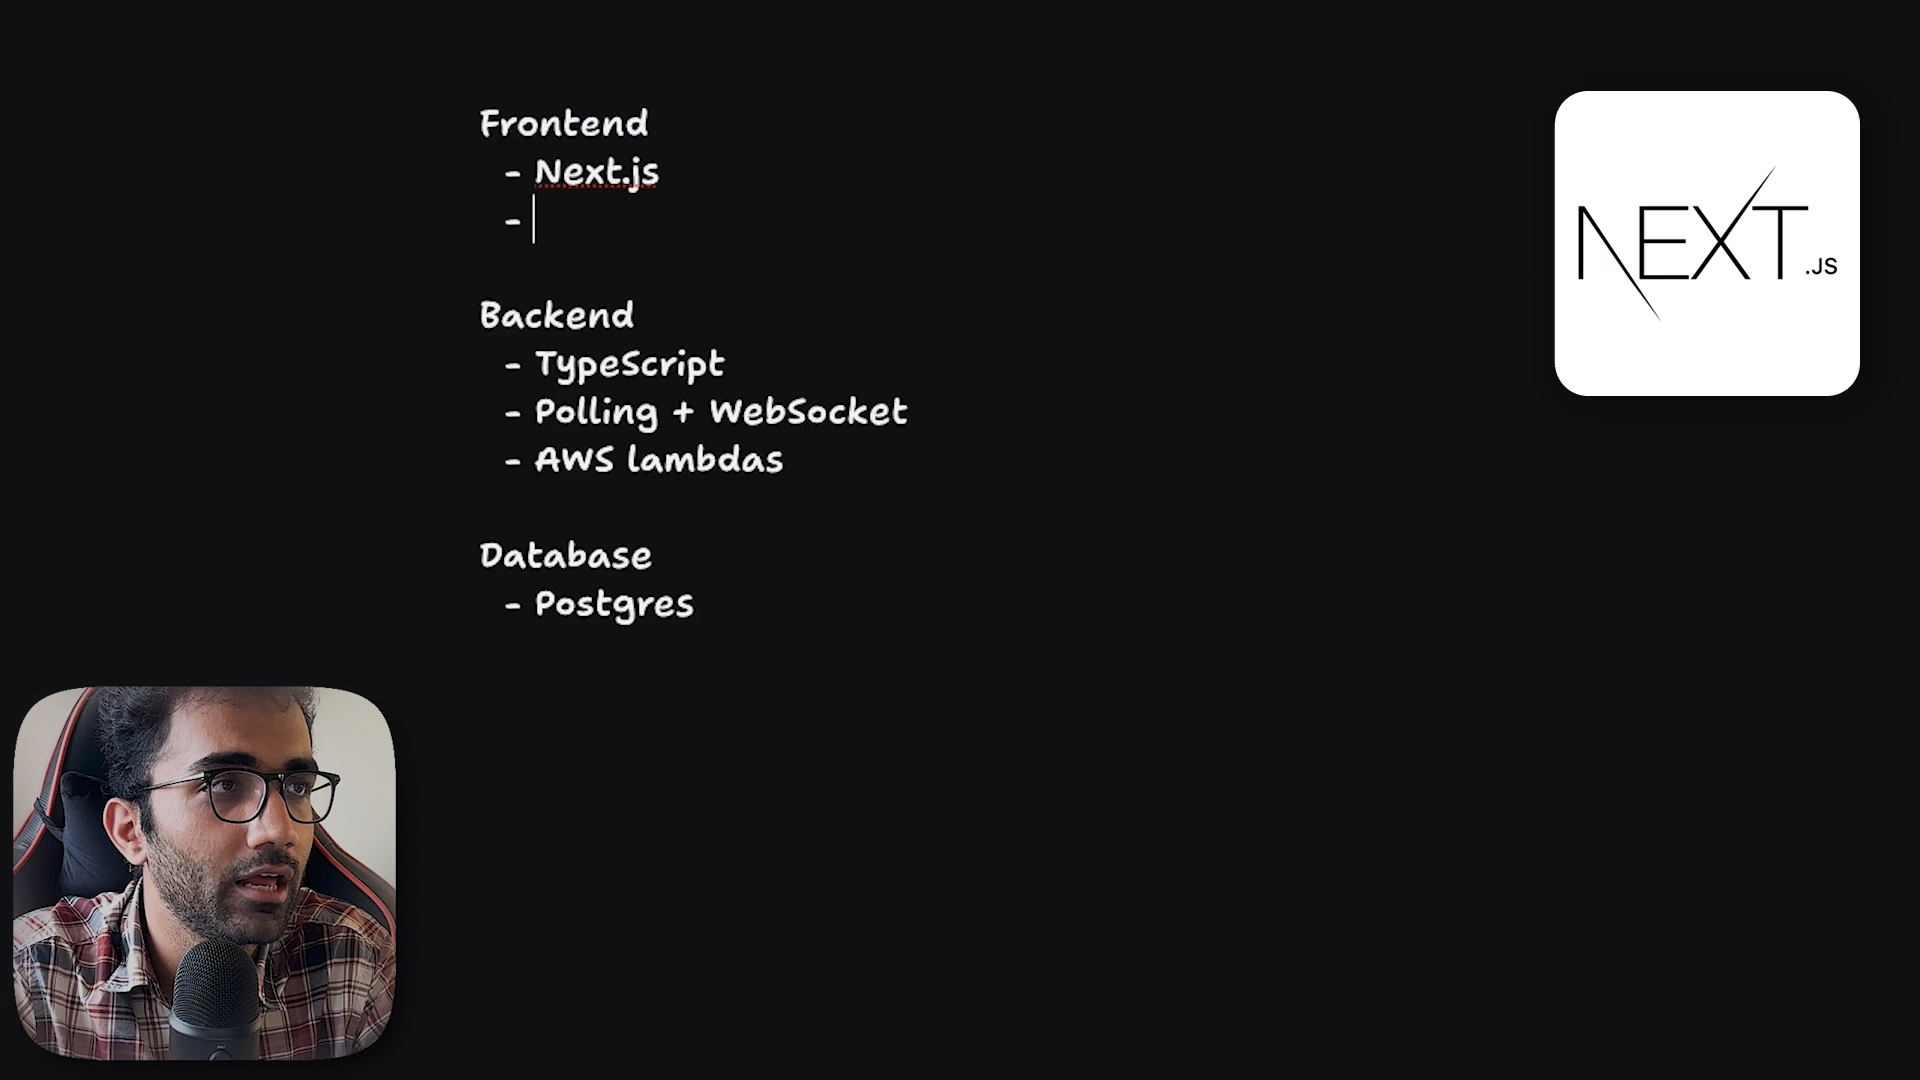 Frontend
- Next.js
-
Backend
- TypeScript
- Polling + WebSocket
- AWS lambdas
Database
- Postgres
NEXT.JS